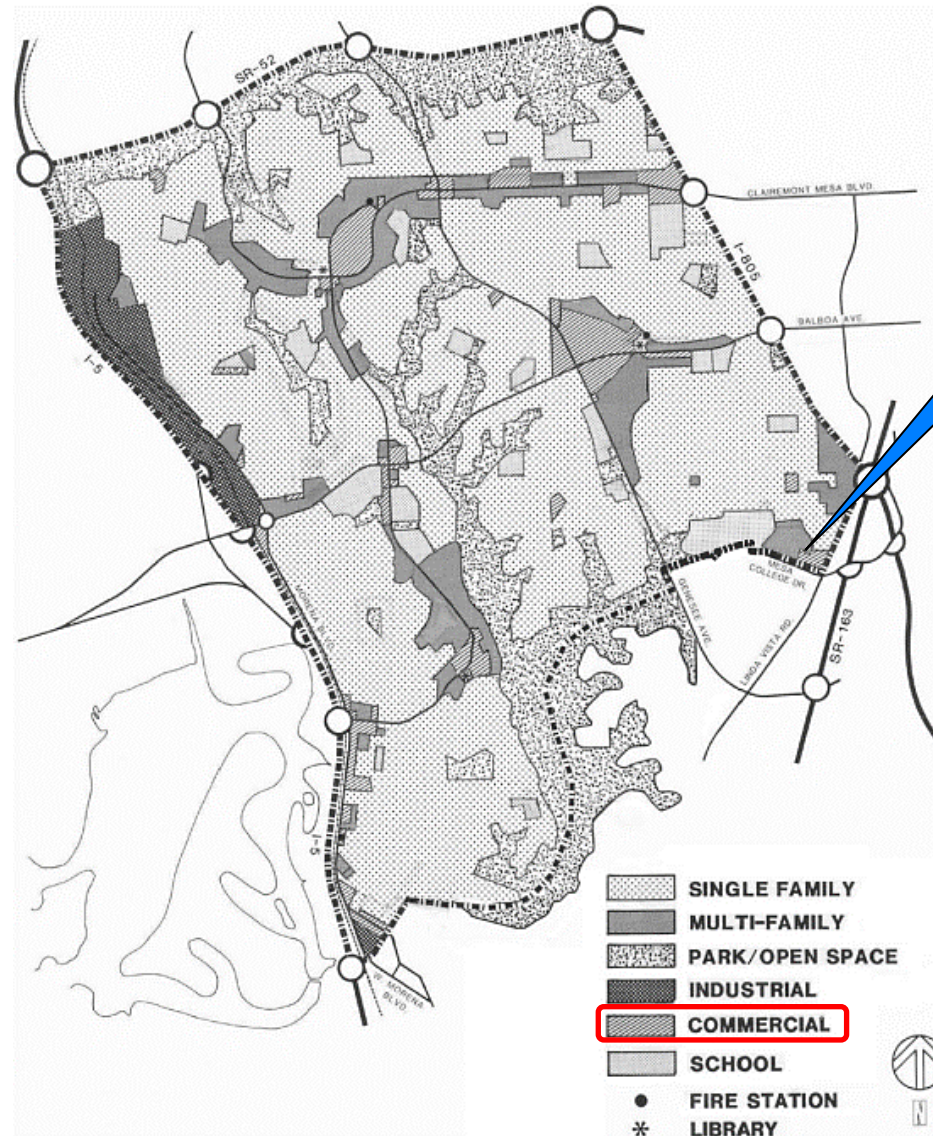 SR-52
CLAIREMONT MESA BLVD.
I-805
BALBOA AVE.
I-5
MESA
COLLEGE DR.
GENESEE AVE.
LINDA VISTA RD.
SR-163
MORENA BLVD.
I-5
W. MORENA
BLVD.
SINGLE FAMILY
MULTI-FAMILY
PARK/OPEN SPACE
INDUSTRIAL
COMMERCIAL
SCHOOL
FIRE STATION
LIBRARY
N